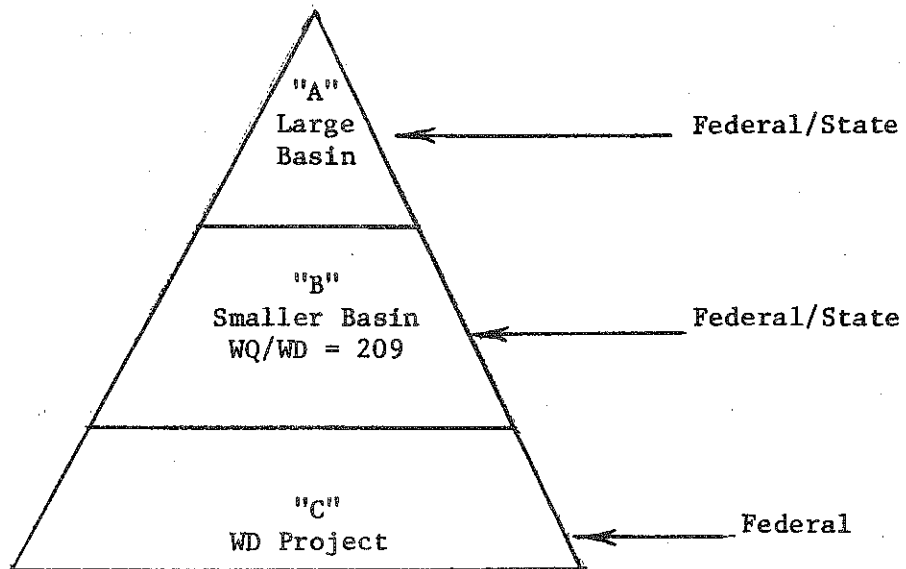 "A"
Large
Basin
Federal/State
"B"
Smaller Basin
WQ/WD = 209
Federal/State
"C"
WD Project
Federal